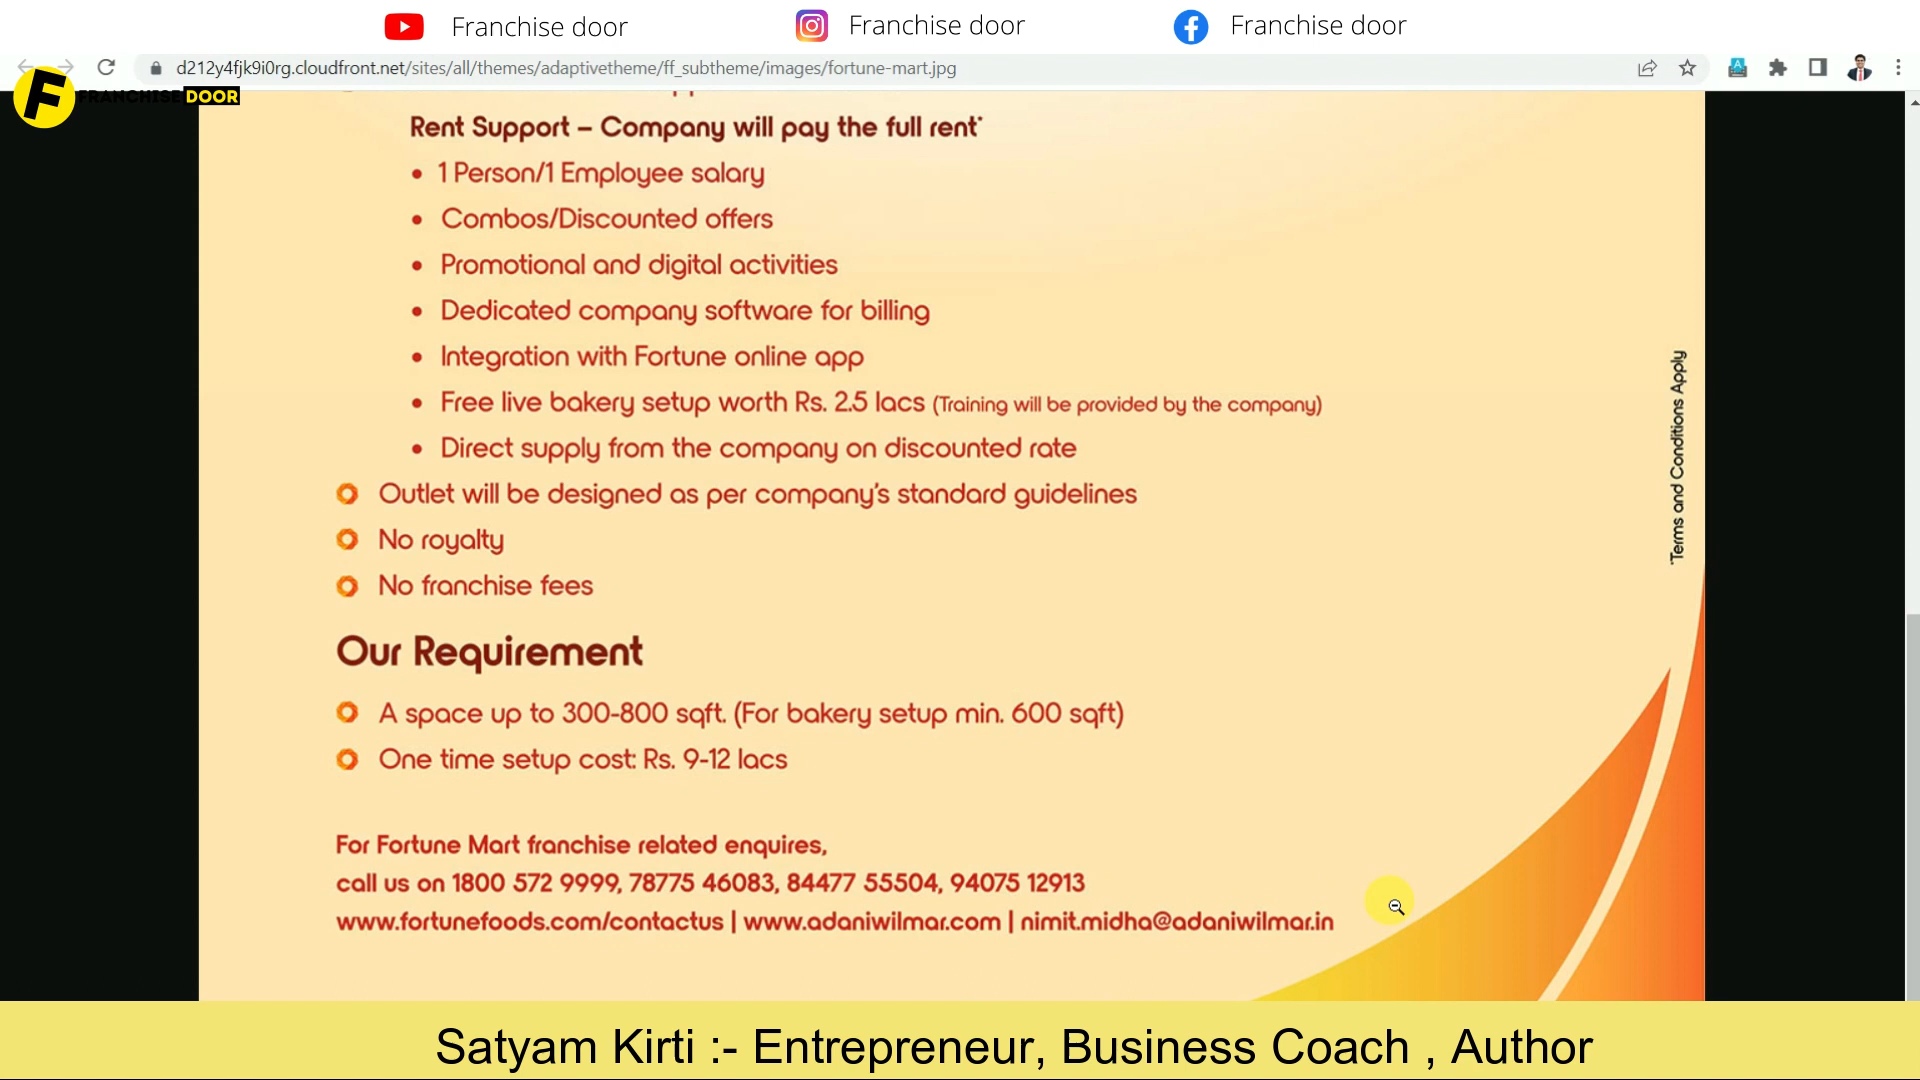 Franchise door
Franchise door
Franchise door
d212y4fjk9i0rg.cloudfront.net/sites/all/themes/adaptivetheme/ff_subtheme/images/fortune-mart.jpg
F
FRANCHISE DOOR
Rent Support – Company will pay the full rent*
• 1 Person/1 Employee salary
• Combos/Discounted offers
• Promotional and digital activities
• Dedicated company software for billing
• Integration with Fortune online app
• Free live bakery setup worth Rs. 2.5 lacs (Training will be provided by the company)
• Direct supply from the company on discounted rate
Outlet will be designed as per company's standard guidelines
No royalty
No franchise fees
*Terms and Conditions Apply
Our Requirement
A space up to 300-800 sqft. (For bakery setup min. 600 sqft)
One time setup cost: Rs. 9-12 lacs
For Fortune Mart franchise related enquires,
call us on 1800 572 9999, 78775 46083, 84477 55504, 94075 12913
www.fortunefoods.com/contactus | www.adaniwilmar.com | nimit.midha@adaniwilmar.in
Satyam Kirti :- Entrepreneur, Business Coach , Author